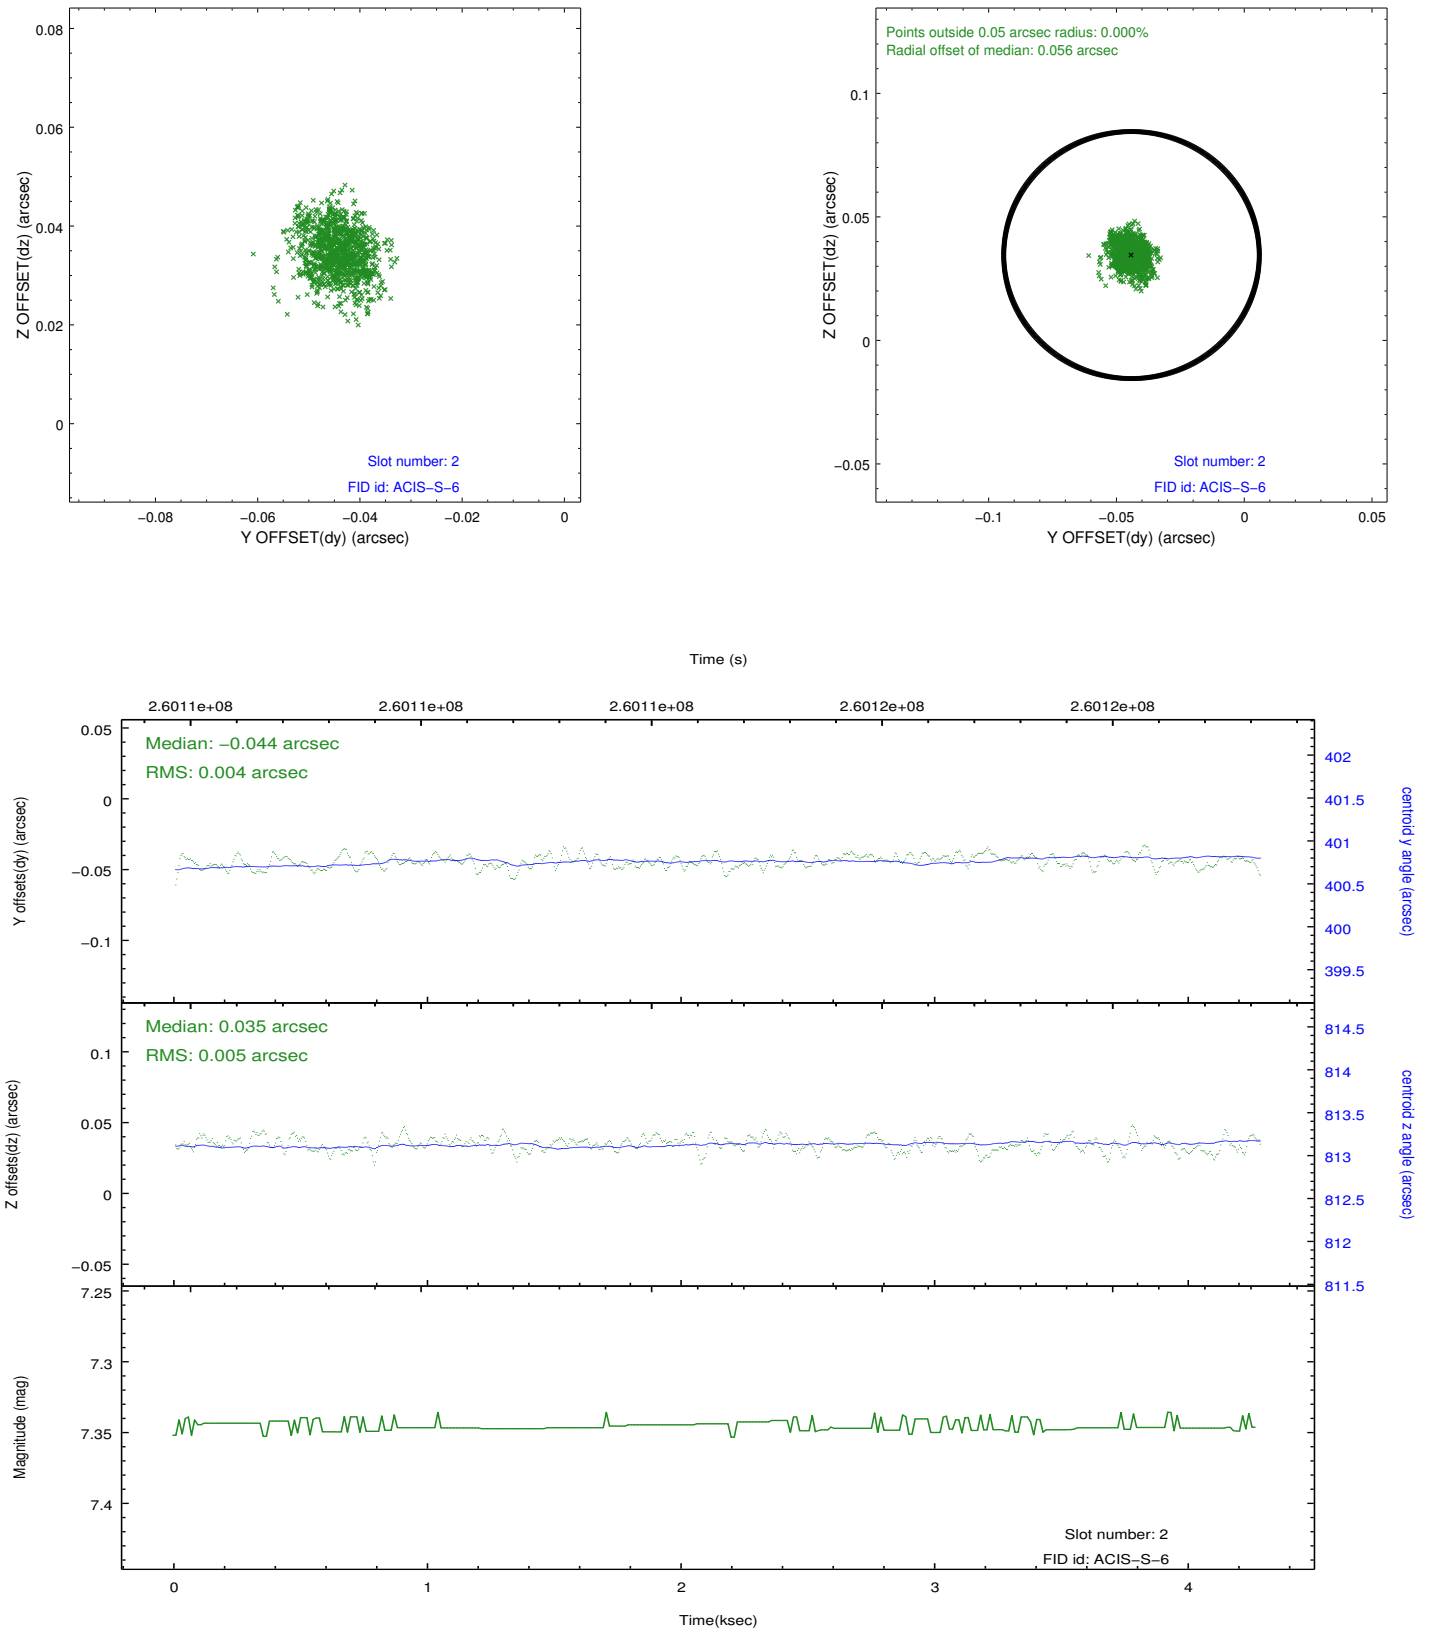 0.08
0.06
0.04
0.02
0
Z OFFSET(dz) (arcsec)
Slot number: 2
FID id: ACIS−S−6
−0.08 −0.06 −0.04 −0.02 0
Y OFFSET(dy) (arcsec)
Points outside 0.05 arcsec radius: 0.000%
Radial offset of median: 0.056 arcsec
0.1
0.05
0
−0.05
Z OFFSET(dz) (arcsec)
Slot number: 2
FID id: ACIS−S−6
−0.1 −0.05 0 0.05
Y OFFSET(dy) (arcsec)
Time (s)
2.6011e+08 2.6011e+08 2.6011e+08 2.6012e+08 2.6012e+08
Median: −0.044 arcsec
RMS: 0.004 arcsec
0.05
0
−0.05
−0.1
Y offsets(dy) (arcsec)
402
401.5
401
400.5
400
399.5
centroid y angle (arcsec)
Median: 0.035 arcsec
RMS: 0.005 arcsec
0.1
0.05
0
−0.05
Z offsets(dz) (arcsec)
814.5
814
813.5
813
812.5
812
811.5
centroid z angle (arcsec)
7.25
7.3
7.35
7.4
Magnitude (mag)
Slot number: 2
FID id: ACIS−S−6
0 1 2 3 4
Time(ksec)